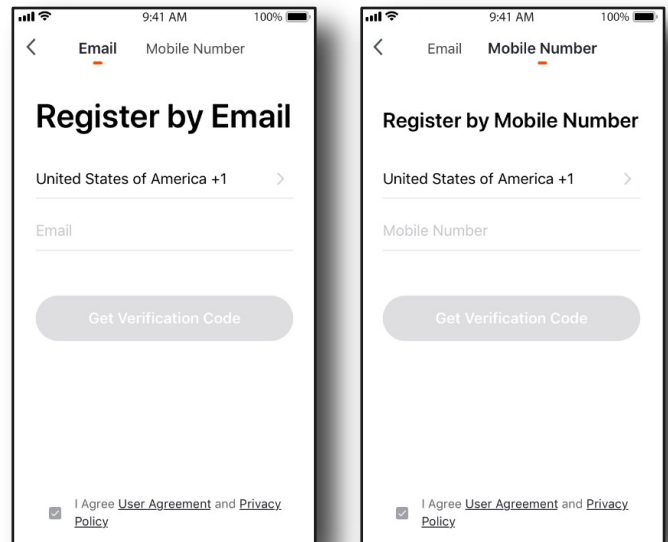 9:41 AM 100%
Email Mobile Number
Register by Email
United States of America +1
Email
Get Verification Code
I Agree User Agreement and Privacy
Policy
9:41 AM 100%
Email Mobile Number
Register by Mobile Number
United States of America +1
Mobile Number
Get Verification Code
I Agree User Agreement and Privacy
Policy